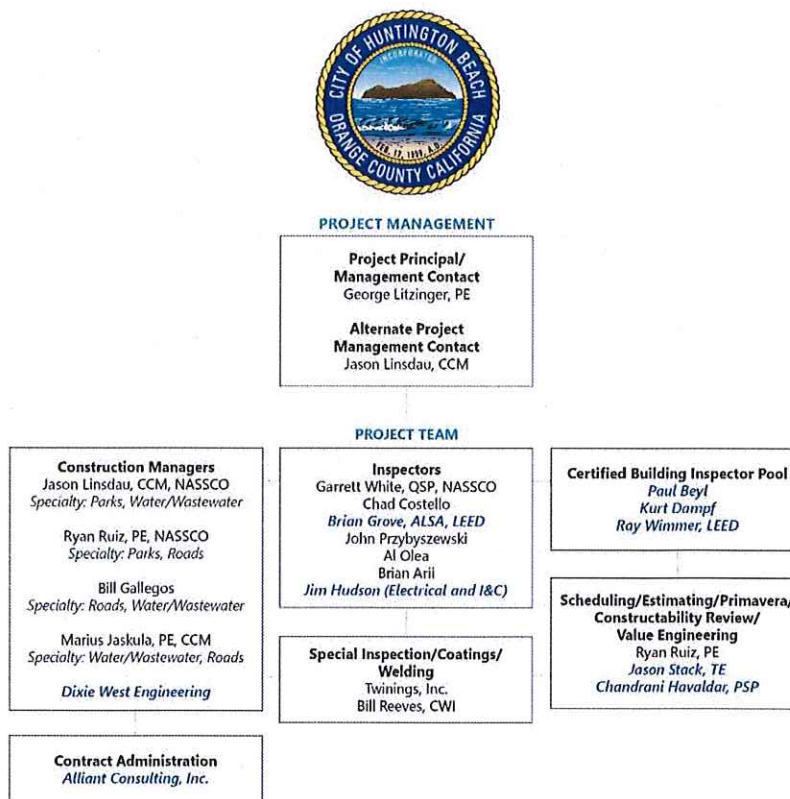 CITY OF HUNTINGTON BEACH
INCORPORATED
FEB. 17, 1909, A.D.
ORANGE COUNTY CALIFORNIA
PROJECT MANAGEMENT
Project Principal/
Management Contact
George Litzinger, PE
Alternate Project
Management Contact
Jason Linsdau, CCM
PROJECT TEAM
Construction Managers
Jason Linsdau, CCM, NASSCO
Specialty: Parks, Water/Wastewater
Ryan Ruiz, PE, NASSCO
Specialty: Parks, Roads
Bill Gallegos
Specialty: Roads, Water/Wastewater
Marius Jaskula, PE, CCM
Specialty: Water/Wastewater, Roads
Dixie West Engineering
Contract Administration
Alliant Consulting, Inc.
Inspectors
Garrett White, QSP, NASSCO
Chad Costello
Brian Grove, ALSA, LEED
John Przybyszewski
Al Olea
Brian Arii
Jim Hudson (Electrical and I&C)
Special Inspection/Coatings/
Welding
Twinings, Inc.
Bill Reeves, CWI
Certified Building Inspector Pool
Paul Beyl
Kurt Dampf
Ray Wimmer, LEED
Scheduling/Estimating/Primavera/
Constructability Review/
Value Engineering
Ryan Ruiz, PE
Jason Stack, TE
Chandrani Havaldar, PSP